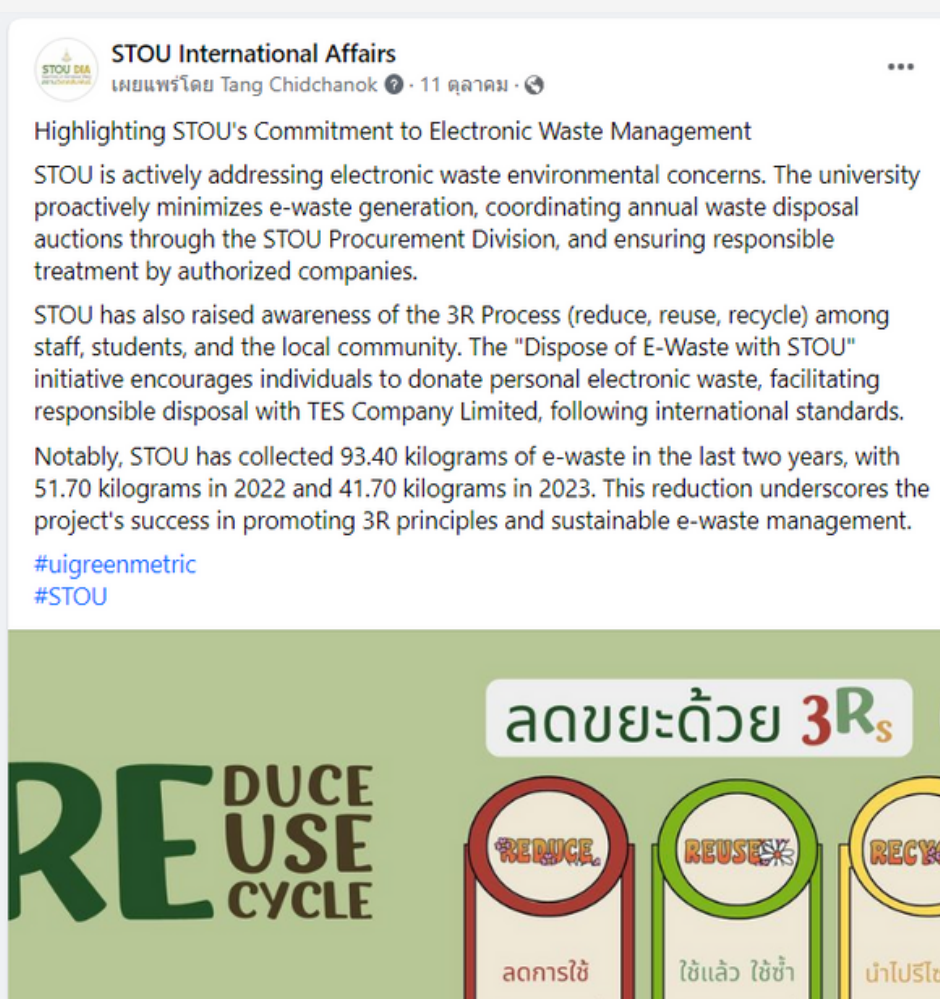 STOU DIA
STOU International Affairs
เผยแพร่โดย Tang Chidchanok · 11 ตุลาคม ·
Highlighting STOU's Commitment to Electronic Waste Management
STOU is actively addressing electronic waste environmental concerns. The university
proactively minimizes e-waste generation, coordinating annual waste disposal
auctions through the STOU Procurement Division, and ensuring responsible
treatment by authorized companies.
STOU has also raised awareness of the 3R Process (reduce, reuse, recycle) among
staff, students, and the local community. The "Dispose of E-Waste with STOU"
initiative encourages individuals to donate personal electronic waste, facilitating
responsible disposal with TES Company Limited, following international standards.
Notably, STOU has collected 93.40 kilograms of e-waste in the last two years, with
51.70 kilograms in 2022 and 41.70 kilograms in 2023. This reduction underscores the
project's success in promoting 3R principles and sustainable e-waste management.
#uigreenmetric
#STOU
ลดขยะด้วย 3Rs
RE
DUCE
USE
CYCLE
REDUCE
REUSE
ลดการใช้
ใช้แล้ว ใช้ซ้ำ